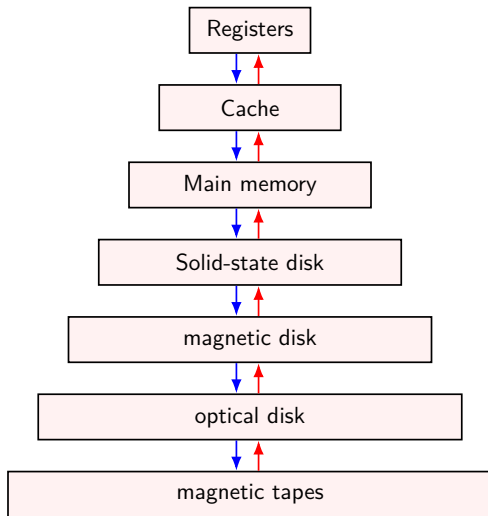 Registers
Cache
Main memory
Solid-state disk
magnetic disk
optical disk
magnetic tapes